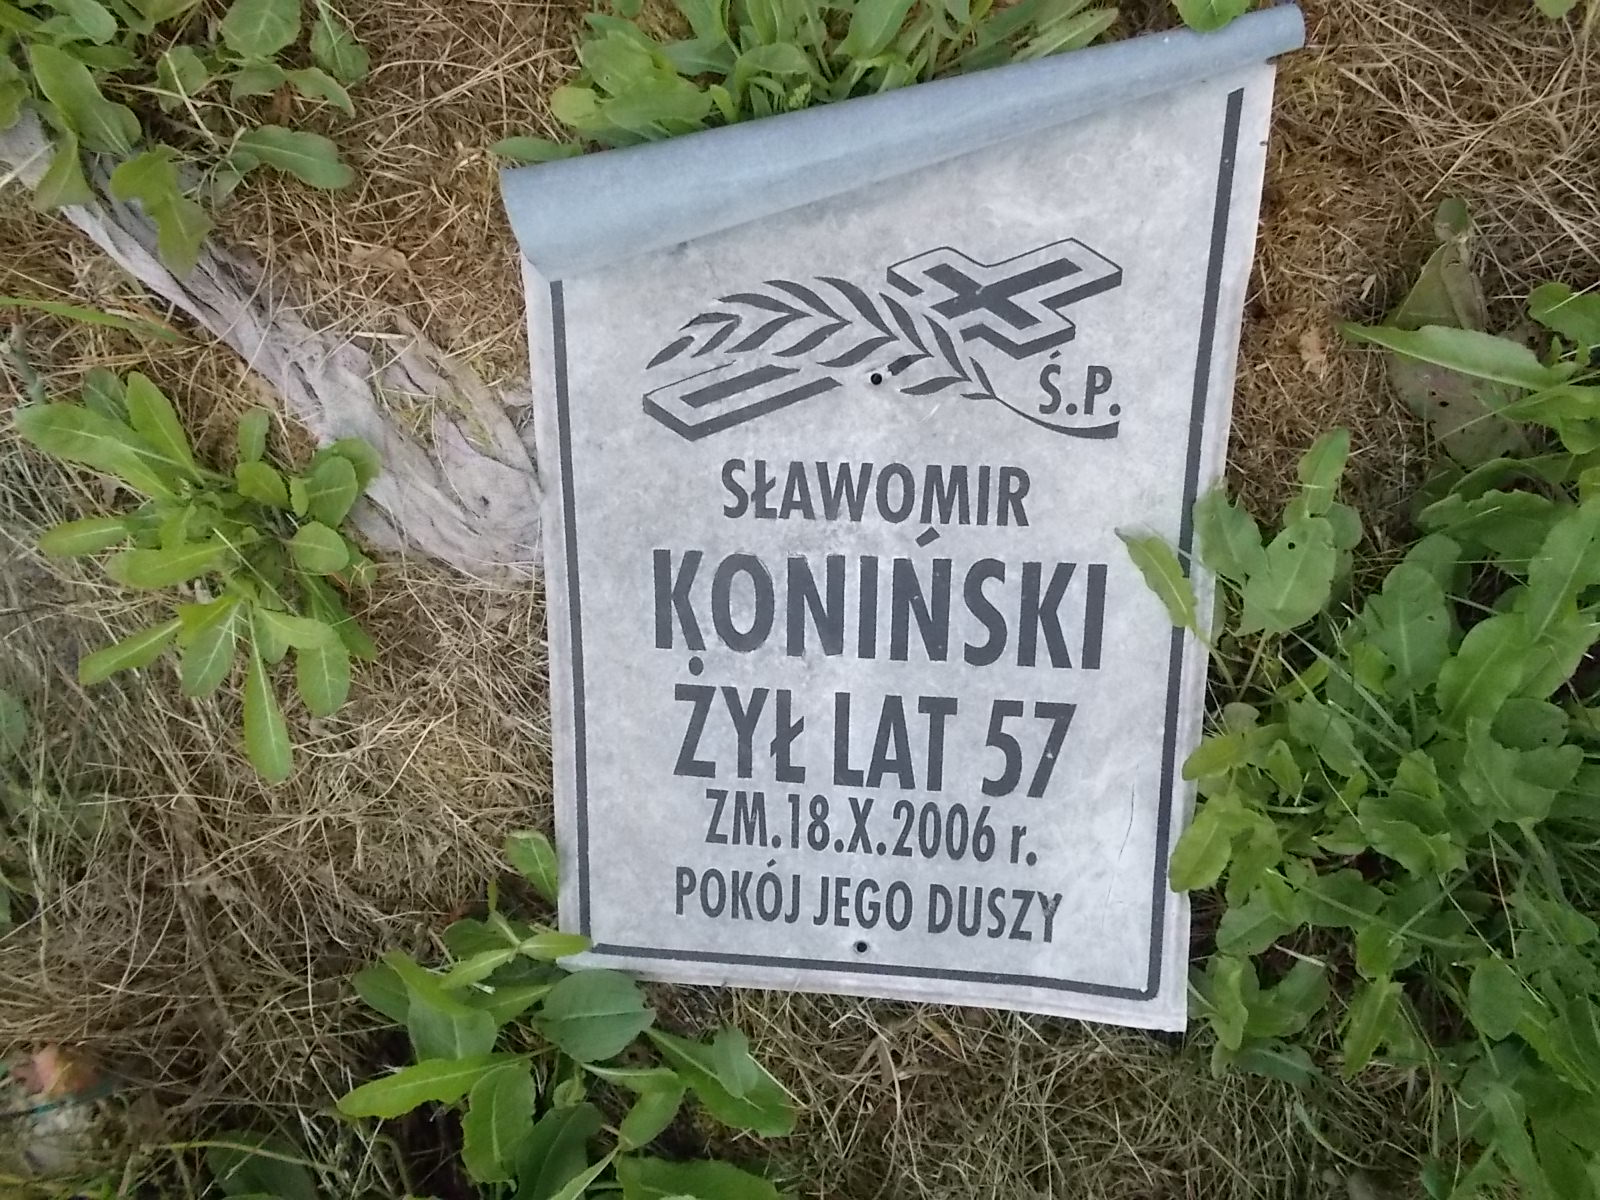 Ś.P.
SŁAWOMIR
KONIŃSKI
ŻYŁ LAT 57
ZM.18.X.2006 r.
POKÓJ JEGO DUSZY